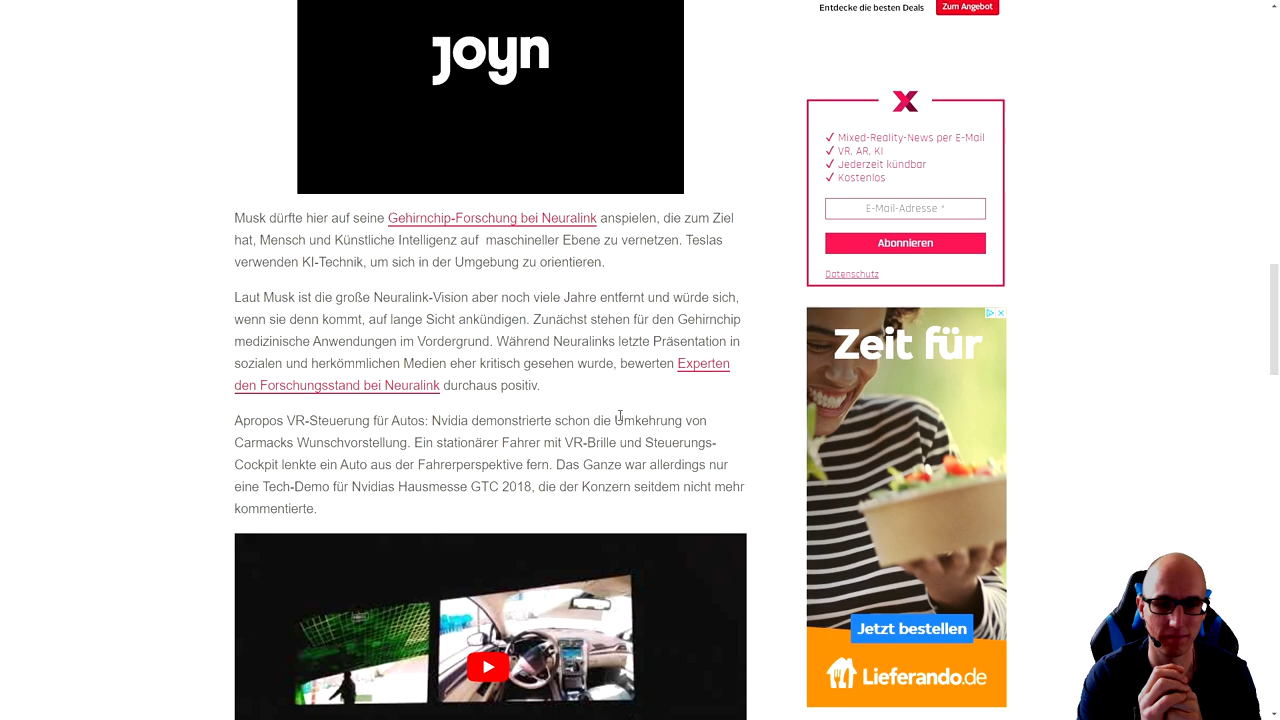 Entdecke die besten Deals
Zum Angebot
joyn
Musk dürfte hier auf seine Gehirnchip-Forschung bei Neuralink anspielen, die zum Ziel
hat, Mensch und Künstliche Intelligenz auf maschineller Ebene zu vernetzen. Teslas
verwenden KI-Technik, um sich in der Umgebung zu orientieren.
Laut Musk ist die große Neuralink-Vision aber noch viele Jahre entfernt und würde sich,
wenn sie denn kommt, auf lange Sicht ankündigen. Zunächst stehen für den Gehirnchip
medizinische Anwendungen im Vordergrund. Während Neuralinks letzte Präsentation in
sozialen und herkömmlichen Medien eher kritisch gesehen wurde, bewerten Experten
den Forschungsstand bei Neuralink durchaus positiv.
Apropos VR-Steuerung für Autos: Nvidia demonstrierte schon die Umkehrung von
Carmacks Wunschvorstellung. Ein stationärer Fahrer mit VR-Brille und Steuerungs-
Cockpit lenkte ein Auto aus der Fahrerperspektive fern. Das Ganze war allerdings nur
eine Tech-Demo für Nvidias Hausmesse GTC 2018, die der Konzern seitdem nicht mehr
kommentierte.
Mixed-Reality-News per E-Mail
VR, AR, KI
Jederzeit kündbar
Kostenlos
E-Mail-Adresse *
Abonnieren
Datenschutz
Zeit für
Jetzt bestellen
Lieferando.de